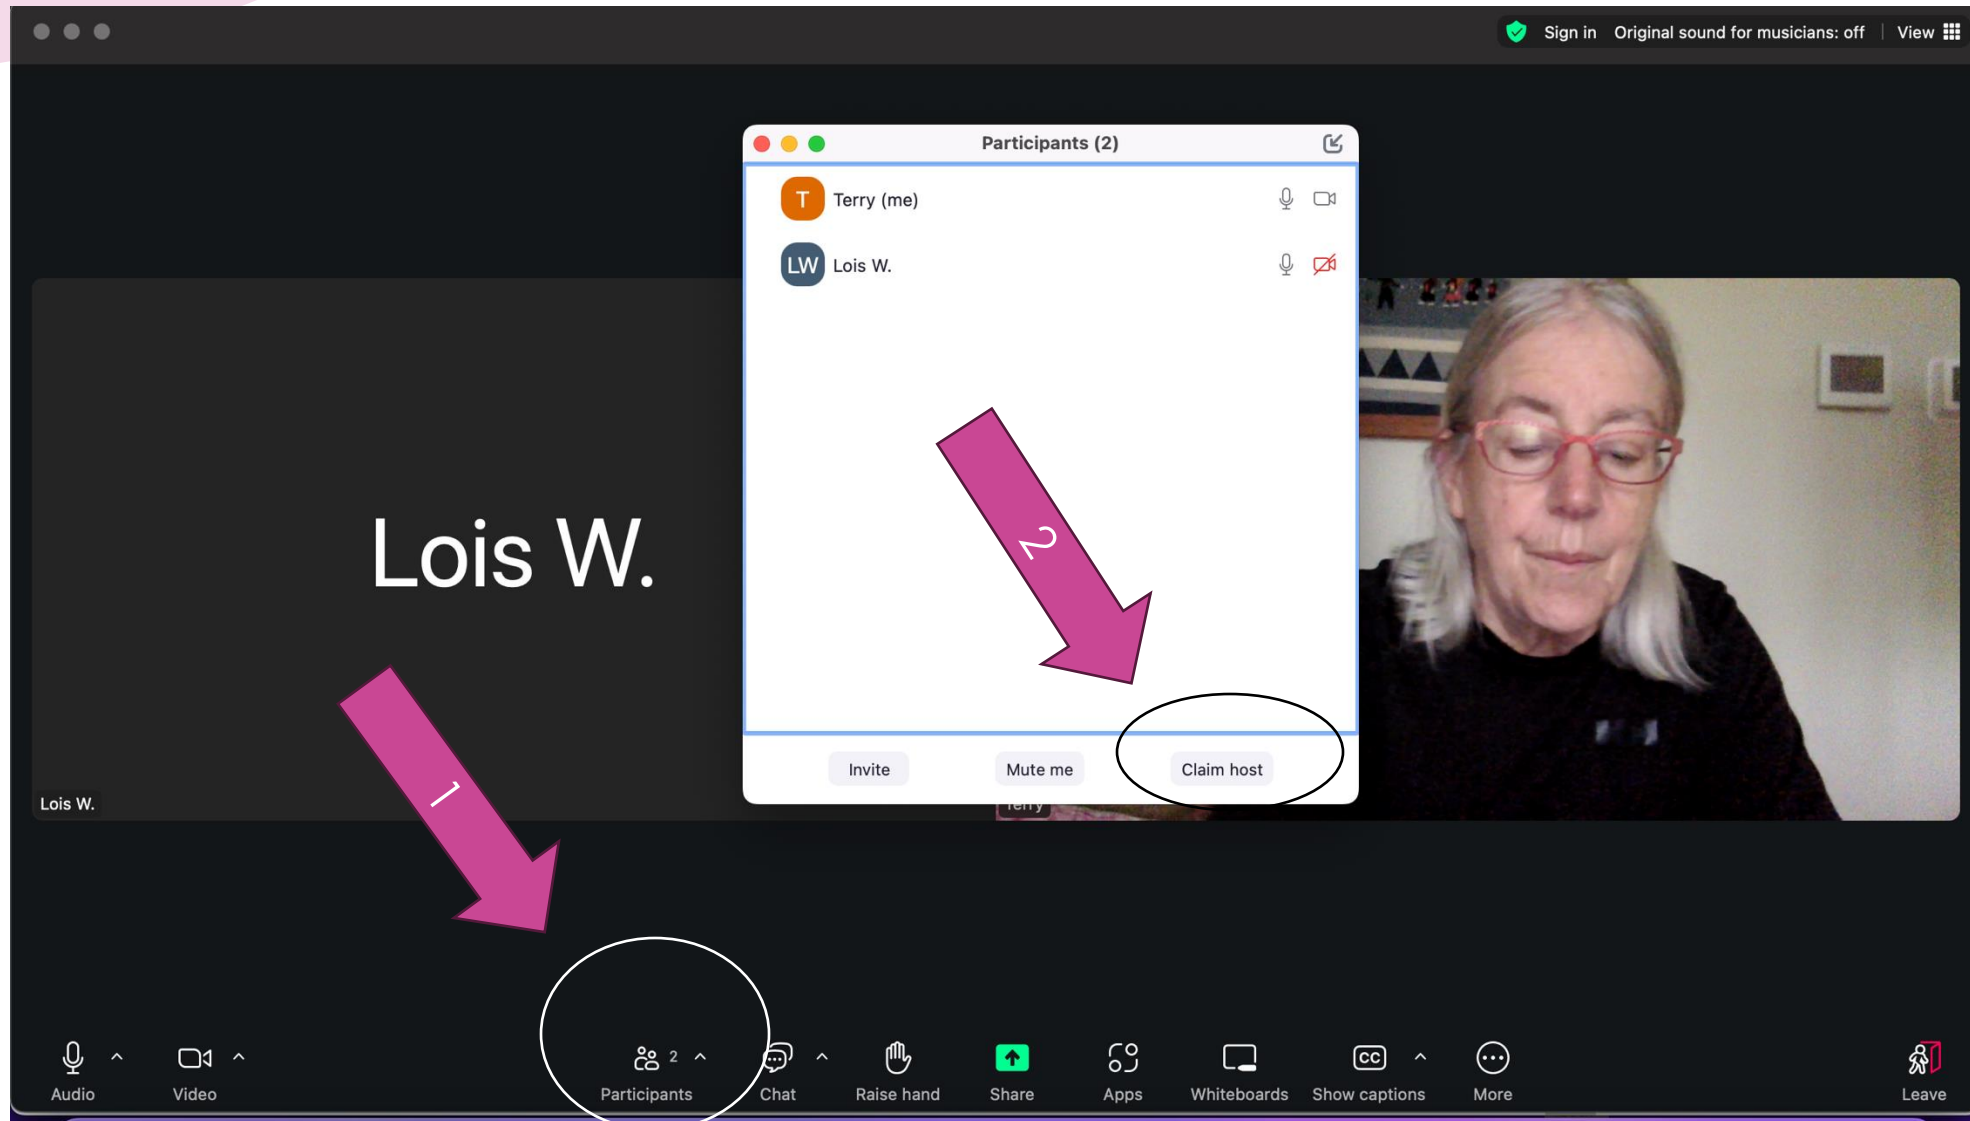 Sign in Original sound for musicians: off View
Participants (2)
T Terry (me)
LW Lois W.
2
Lois W.
1
Invite Mute me Claim host
Lois W.
Terry
2
CC
Audio Video Participants Chat Raise hand Share Apps Whiteboards Show captions More Leave